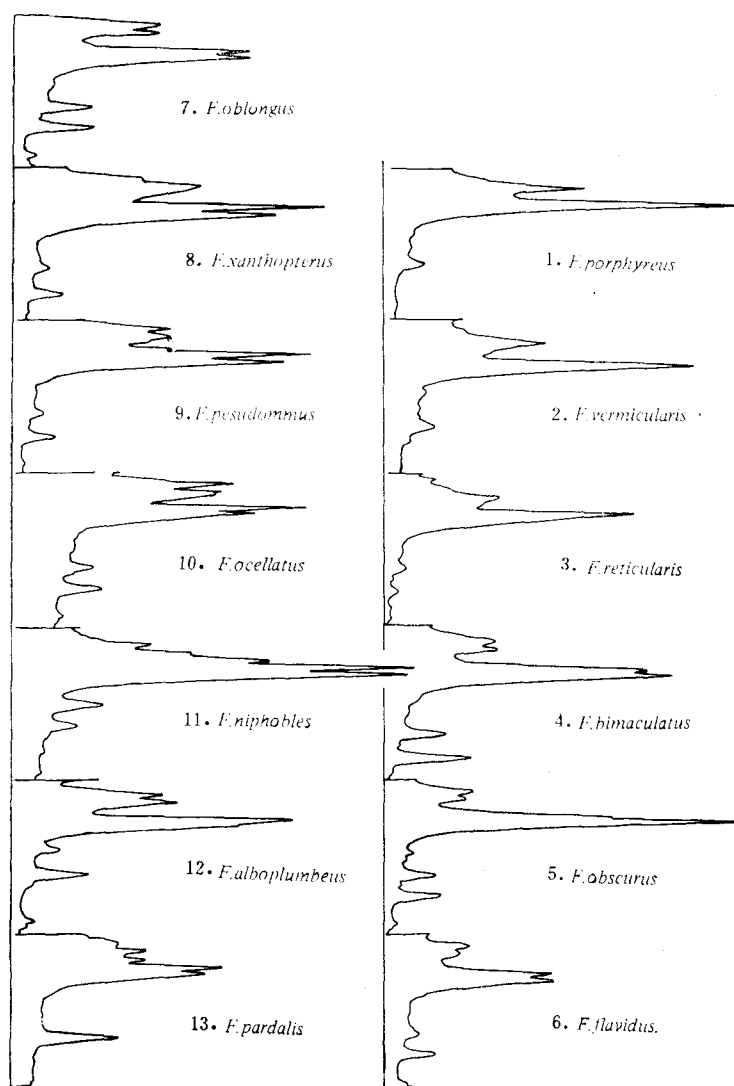 7. F.oblongus
8. F.xanthopterus
9. F.pesudommus
10. F.ocellatus
11. F.niphobles
12. F.alboplumbeus
13. F.pardalis
1. F.porphyreus
2. F.vermicularis
3. F.reticularis
4. F.bimaculatus
5. F.obscurus
6. F.flavidus.